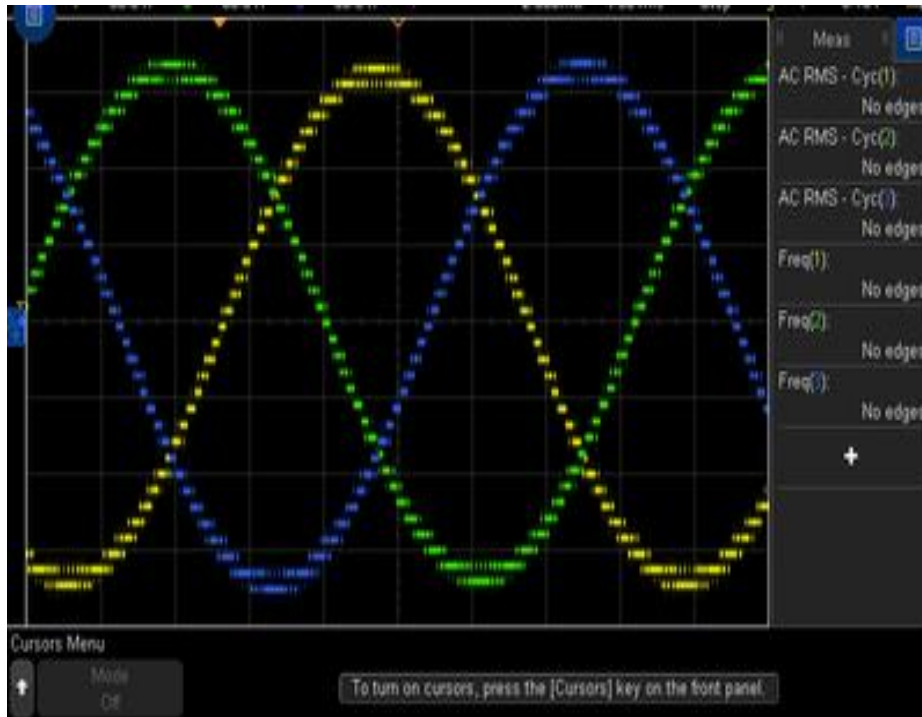 Meas
AC RMS - Cyc(1):
No edges
AC RMS - Cyc(2):
No edges
AC RMS - Cyc(3):
No edges
Freq(1):
No edges
Freq(2):
No edges
Freq(3):
No edges
Cursors Menu
Mode
Off
To turn on cursors, press the [Cursors] key on the front panel.